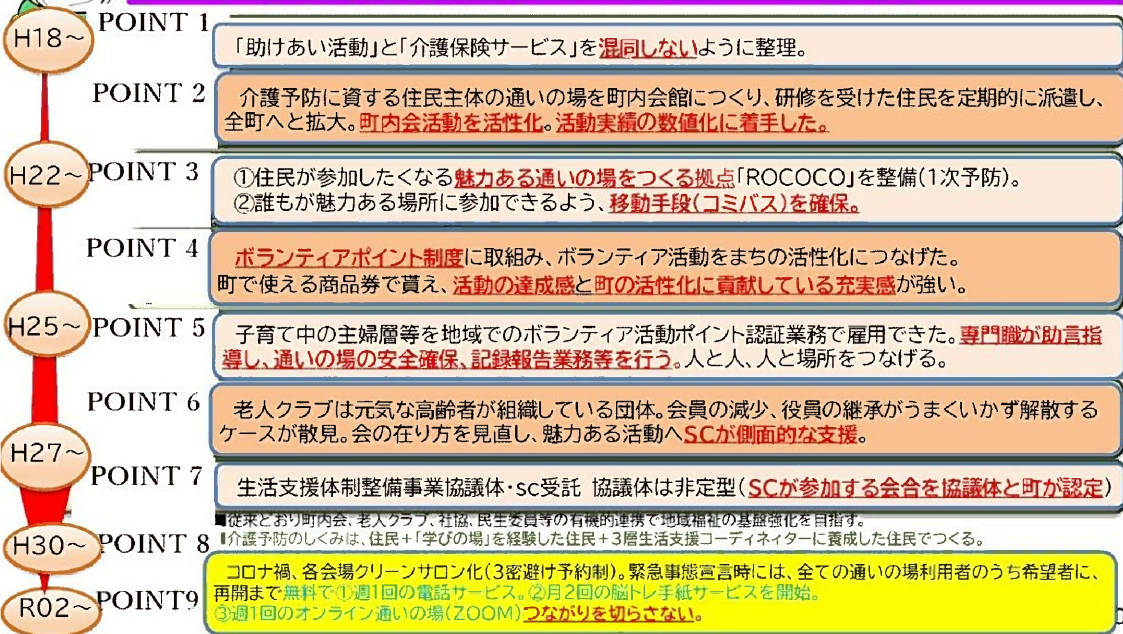 H18～
POINT 1
「助けあい活動」と「介護保険サービス」を混同しないように整理。
POINT 2
介護予防に資する住民主体の通いの場を町内会館につくり、研修を受けた住民を定期的に派遣し、
全町へと拡大。町内会活動を活性化。活動実績の数値化に着手した。
H22～
POINT 3
①住民が参加したくなる魅力ある通いの場をつくる拠点「ROCOCO」を整備(1次予防)。
②誰もが魅力ある場所に参加できるよう、移動手段(コミバス)を確保。
POINT 4
ボランティアポイント制度に取組み、ボランティア活動をまちの活性化につなげた。
町で使える商品券で貰え、活動の達成感と町の活性化に貢献している充実感が強い。
H25～
POINT 5
子育て中の主婦層等を地域でのボランティア活動ポイント認証業務で雇用できた。専門職が助言指
導し、通いの場の安全確保、記録報告業務等を行う。人と人、人と場所をつなげる。
POINT 6
老人クラブは元気な高齢者が組織している団体。会員の減少、役員の継承がうまくいかず解散する
ケースが散見。会の在り方を見直し、魅力ある活動へSCが側面的な支援。
H27～
POINT 7
生活支援体制整備事業協議体・sc受託 協議体は非定型(SCが参加する会合を協議体と町が認定)
■従来どおり町内会、老人クラブ、社協、民生委員等の有機的連携で地域福祉の基盤強化を目指す。
H30～
POINT 8
介護予防のしくみは、住民＋「学びの場」を経験した住民＋3層生活支援コーディネイターに養成した住民でつくる。
コロナ禍、各会場クリーンサロン化(3密避け予約制)。緊急事態宣言時には、全ての通いの場利用者のうち希望者に、
R02～
POINT9
再開まで無料で①週1回の電話サービス。②月2回の脳トレ手紙サービスを開始。
③週1回のオンライン通いの場(ZOOM)つながりを切らさない。